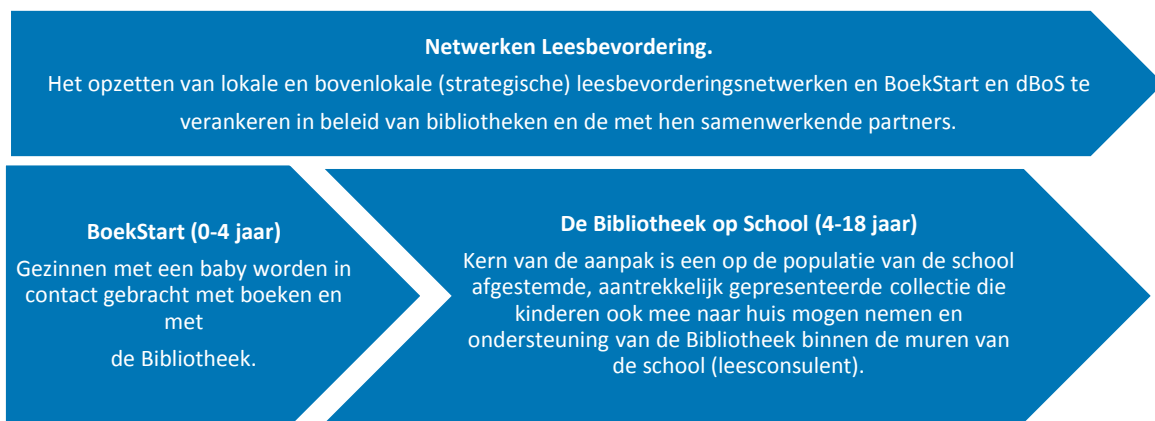 Netwerken Leesbevordering.
Het opzetten van lokale en bovenlokale (strategische) leesbevorderingsnetwerken en BoekStart en dBoS te
verankeren in beleid van bibliotheken en de met hen samenwerkende partners.
BoekStart (0-4 jaar)
Gezinnen met een baby worden in
contact gebracht met boeken en
met
de Bibliotheek.
De Bibliotheek op School (4-18 jaar)
Kern van de aanpak is een op de populatie van de school
afgestemde, aantrekkelijk gepresenteerde collectie die
kinderen ook mee naar huis mogen nemen en
ondersteuning van de Bibliotheek binnen de muren van
de school (leesconsulent).